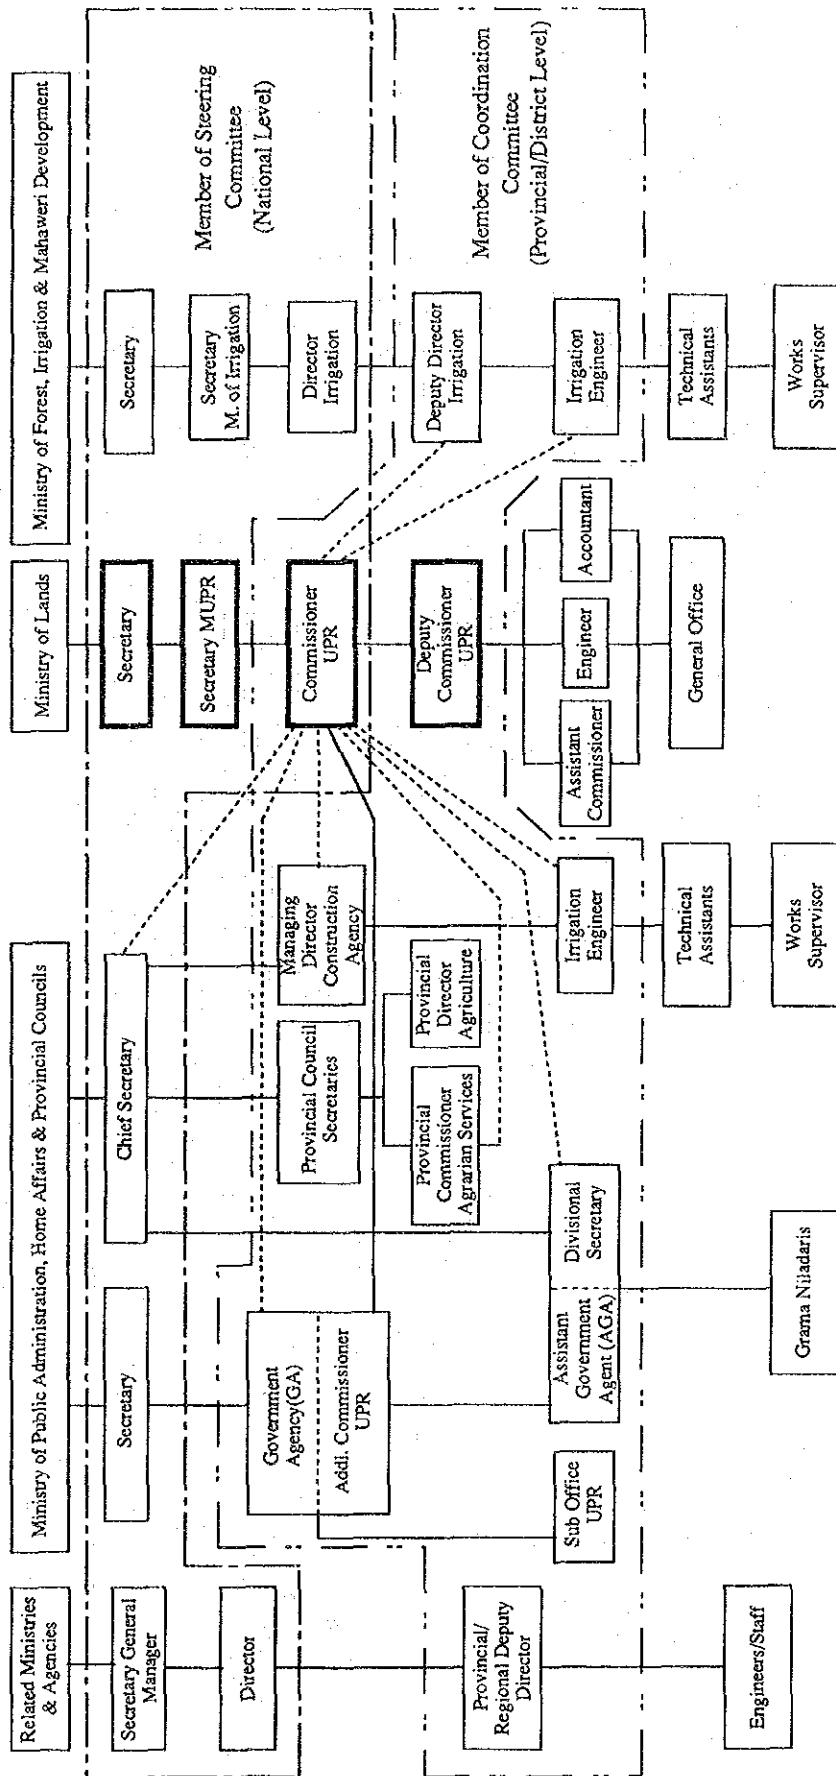 Related Ministries
& Agencies
Ministry of Public Administration, Home Affairs & Provincial Councils
Ministry of Lands
Ministry of Forest, Irrigation & Mahaweri Development
Secretary General
Manager
Secretary
Chief Secretary
Secretary
Secretary
Member of Steering
Committee
(National Level)
Director
Secretary MUPR
Secretary
M. of Irrigation
Government
Agency(GA)
Addl. Commissioner
UPR
Provincial Council
Secretaries
Managing
Director
Construction
Agency
Commissioner
UPR
Director
Irrigation
Provincial
Commissioner
Agrarian Services
Provincial
Director
Agriculture
Deputy
Commissioner
UPR
Deputy Director
Irrigation
Member of Coordination
Committee
(Provincial/District Level)
Provincial/
Regional Deputy
Director
Sub Office
UPR
Assistant
Government
Agent (AGA)
Divisional
Secretary
Irrigation
Engineer
Assistant
Commissioner
Engineer
Accountant
Irrigation
Engineer
Technical
Assistants
General Office
Technical
Assistants
Engineers/Staff
Grama Niladaris
Works
Supervisor
Works
Supervisor